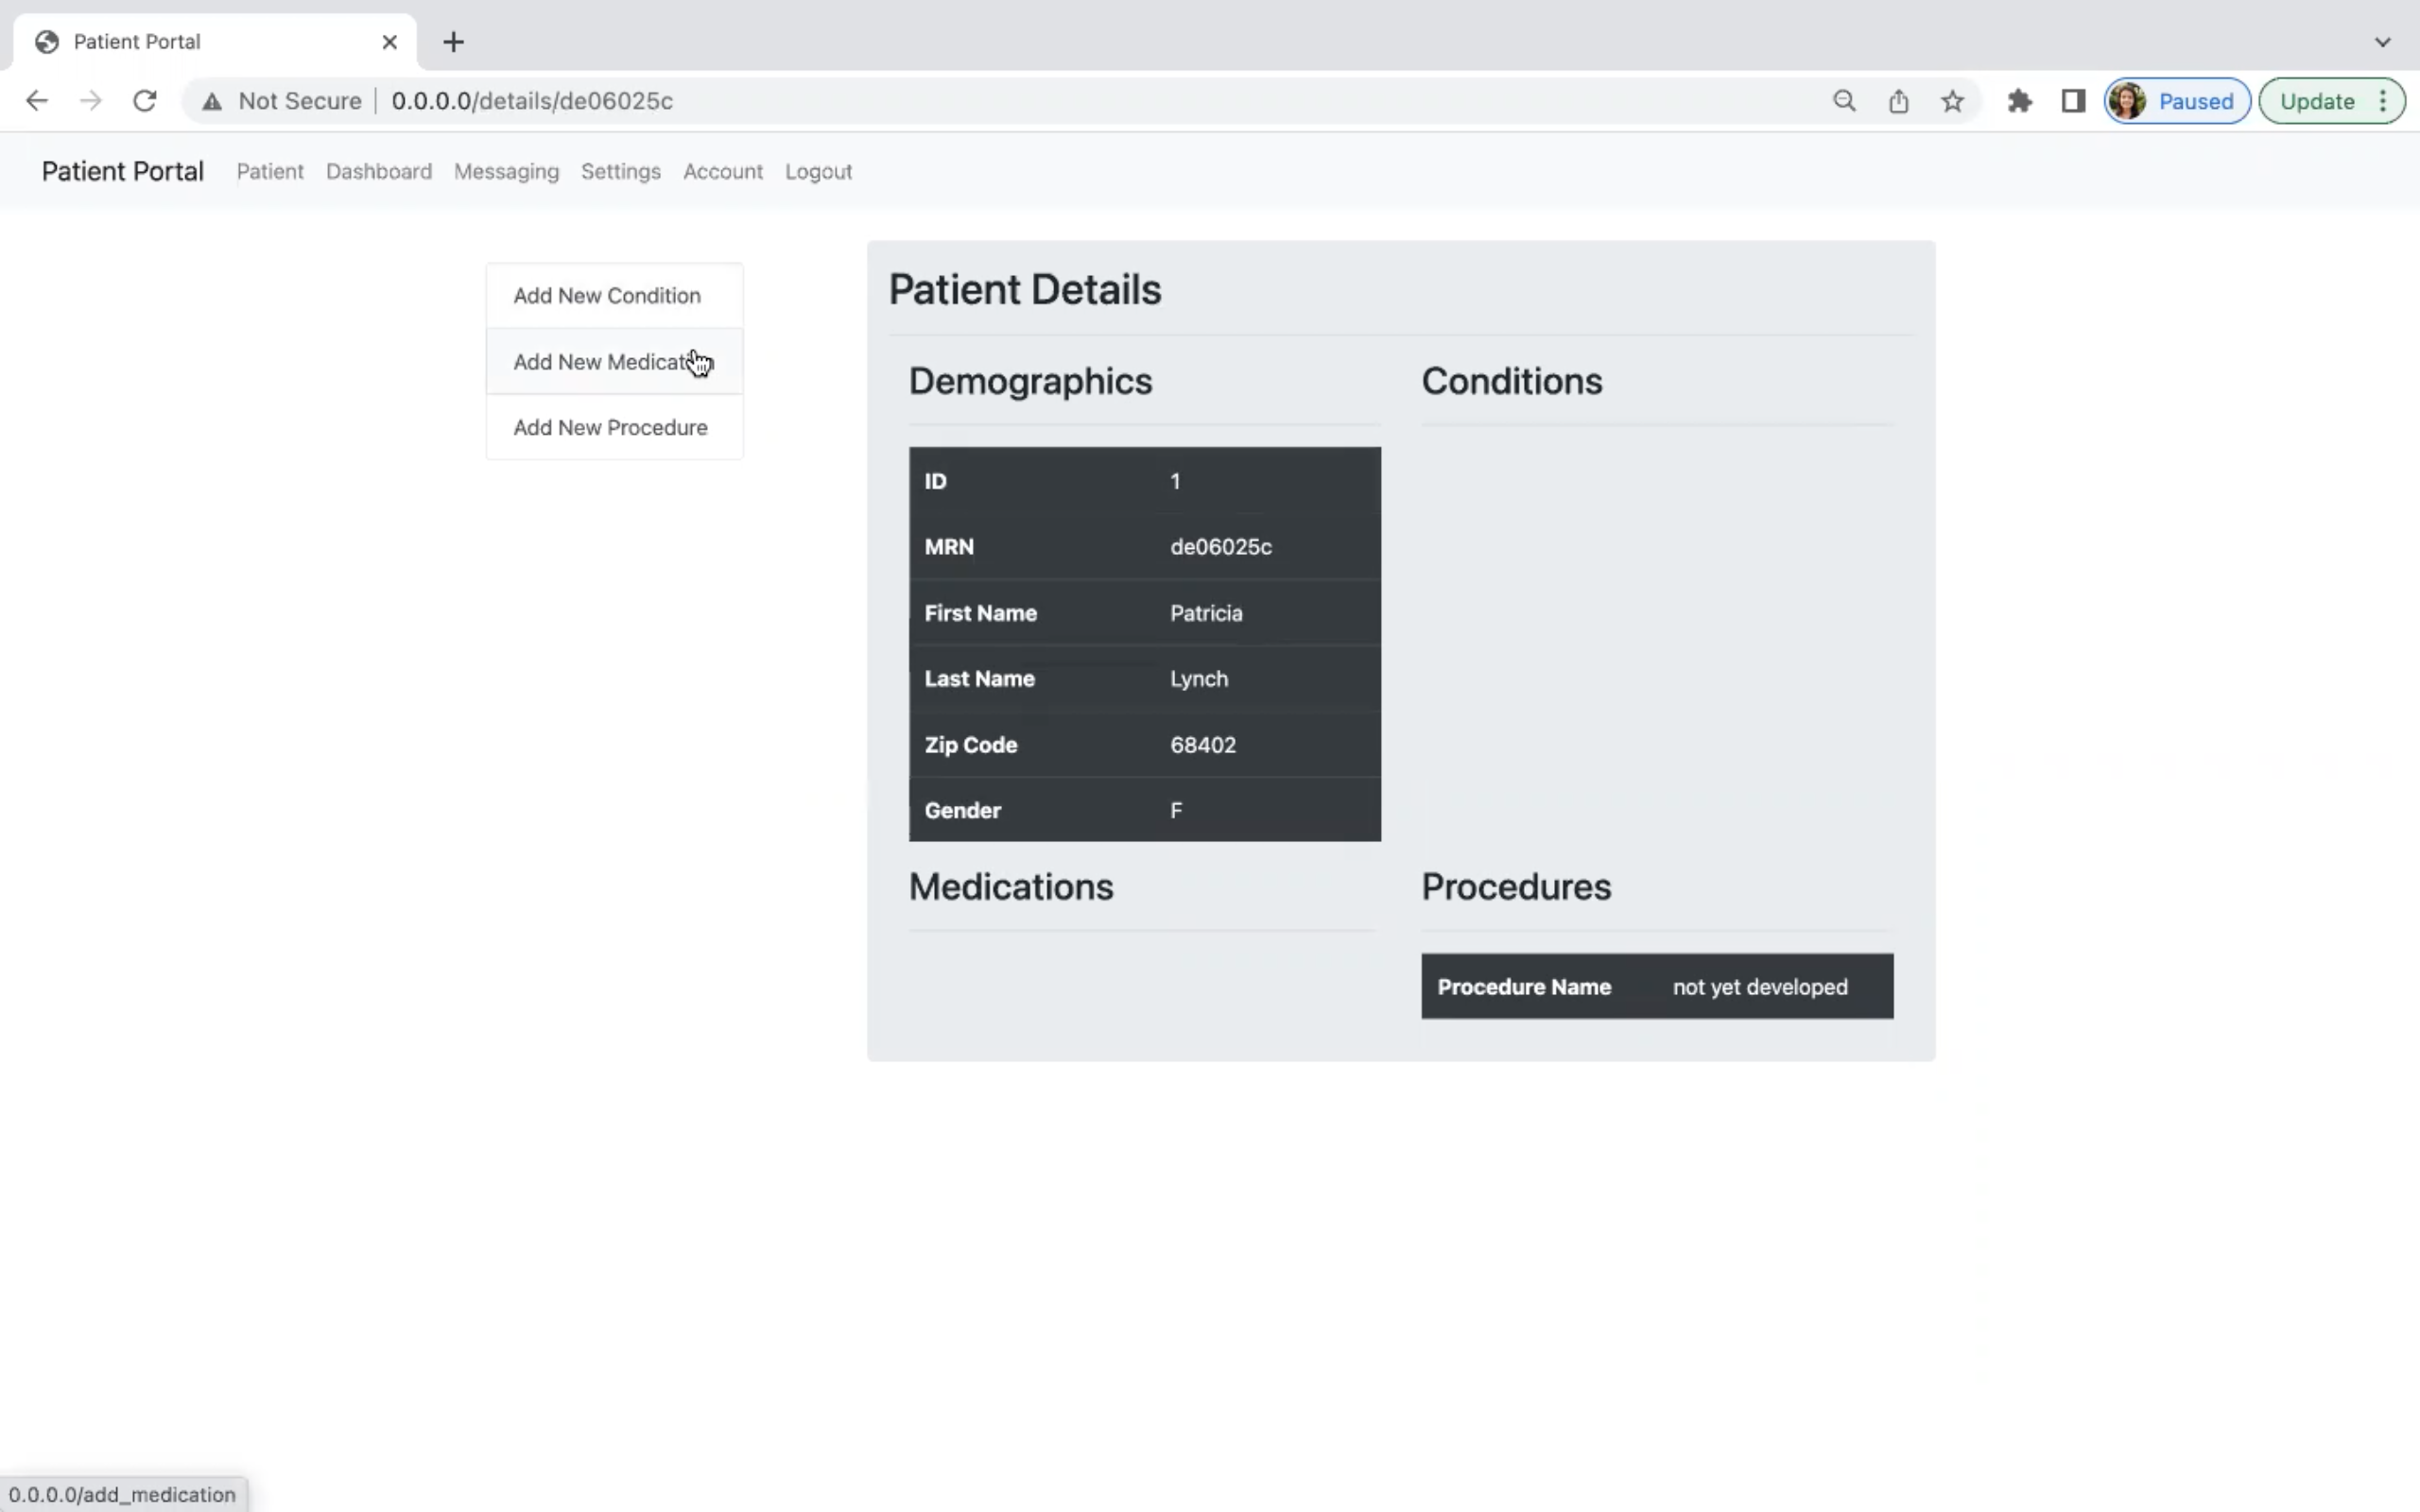 Patient Portal
Not Secure 0.0.0.0/details/de06025c
Paused
Update
Patient Portal Patient Dashboard Messaging Settings Account Logout
Add New Condition
Add New
Add New Procedure
Patient Details
Demographics
ID 1
MRN de06025c
First Name Patricia
Last Name Lynch
Zip Code 68402
Gender F
Conditions
Medications
Procedures
Procedure Name not yet developed
0.0.0.0/add_medication